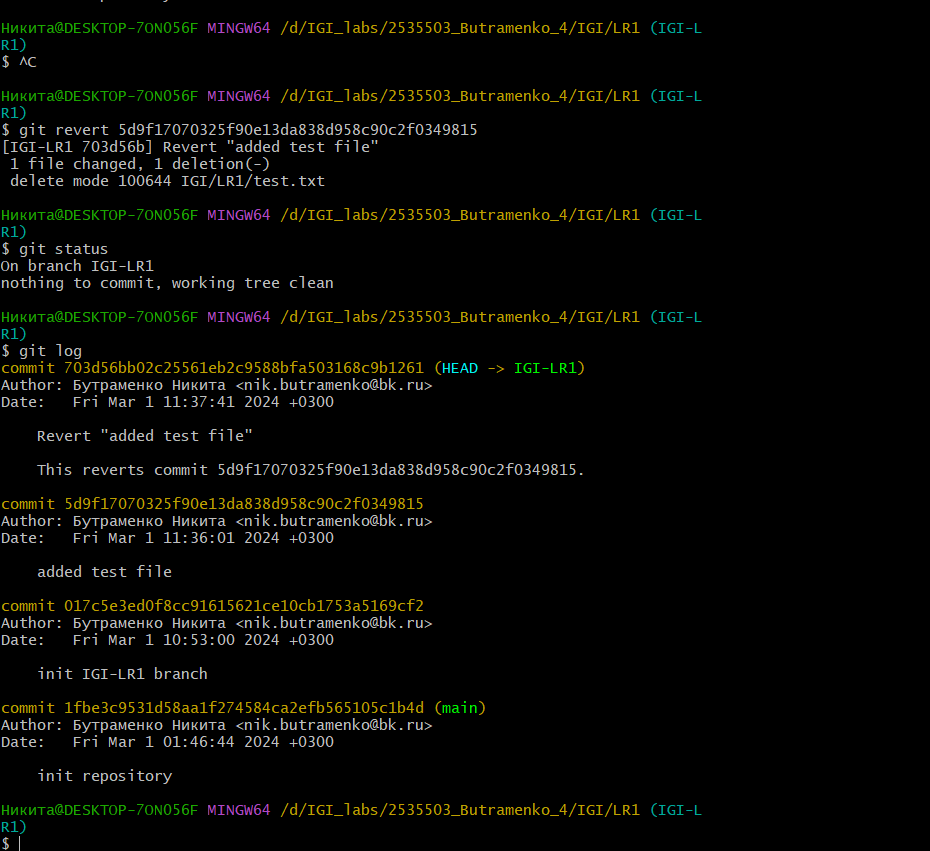 Никита@DESKTOP-7ONO56F MINGW64 /d/IGI_labs/2535503_Butramenko_4/IGI/LR1 (IGI-L
R1)
$ ^C
Никита@DESKTOP-7ONO56F MINGW64 /d/IGI_labs/2535503_Butramenko_4/IGI/LR1 (IGI-L
R1)
$ git revert 5d9f17070325f90e13da838d958c90c2f0349815
[IGI-LR1 703d56b] Revert "added test file"
 1 file changed, 1 deletion(-)
 delete mode 100644 IGI/LR1/test.txt
Никита@DESKTOP-7ONO56F MINGW64 /d/IGI_labs/2535503_Butramenko_4/IGI/LR1 (IGI-L
R1)
$ git status
On branch IGI-LR1
nothing to commit, working tree clean
Никита@DESKTOP-7ONO56F MINGW64 /d/IGI_labs/2535503_Butramenko_4/IGI/LR1 (IGI-L
R1)
$ git log
commit 703d56bb02c25561eb2c9588bfa503168c9b1261 (HEAD -> IGI-LR1)
Author: Бутраменко Никита <nik.butramenko@bk.ru>
Date:   Fri Mar 1 11:37:41 2024 +0300
    Revert "added test file"
    This reverts commit 5d9f17070325f90e13da838d958c90c2f0349815.
commit 5d9f17070325f90e13da838d958c90c2f0349815
Author: Бутраменко Никита <nik.butramenko@bk.ru>
Date:   Fri Mar 1 11:36:01 2024 +0300
    added test file
commit 017c5e3ed0f8cc91615621ce10cb1753a5169cf2
Author: Бутраменко Никита <nik.butramenko@bk.ru>
Date:   Fri Mar 1 10:53:00 2024 +0300
    init IGI-LR1 branch
commit 1fbe3c9531d58aa1f274584ca2efb565105c1b4d (main)
Author: Бутраменко Никита <nik.butramenko@bk.ru>
Date:   Fri Mar 1 01:46:44 2024 +0300
    init repository
Никита@DESKTOP-7ONO56F MINGW64 /d/IGI_labs/2535503_Butramenko_4/IGI/LR1 (IGI-L
R1)
$